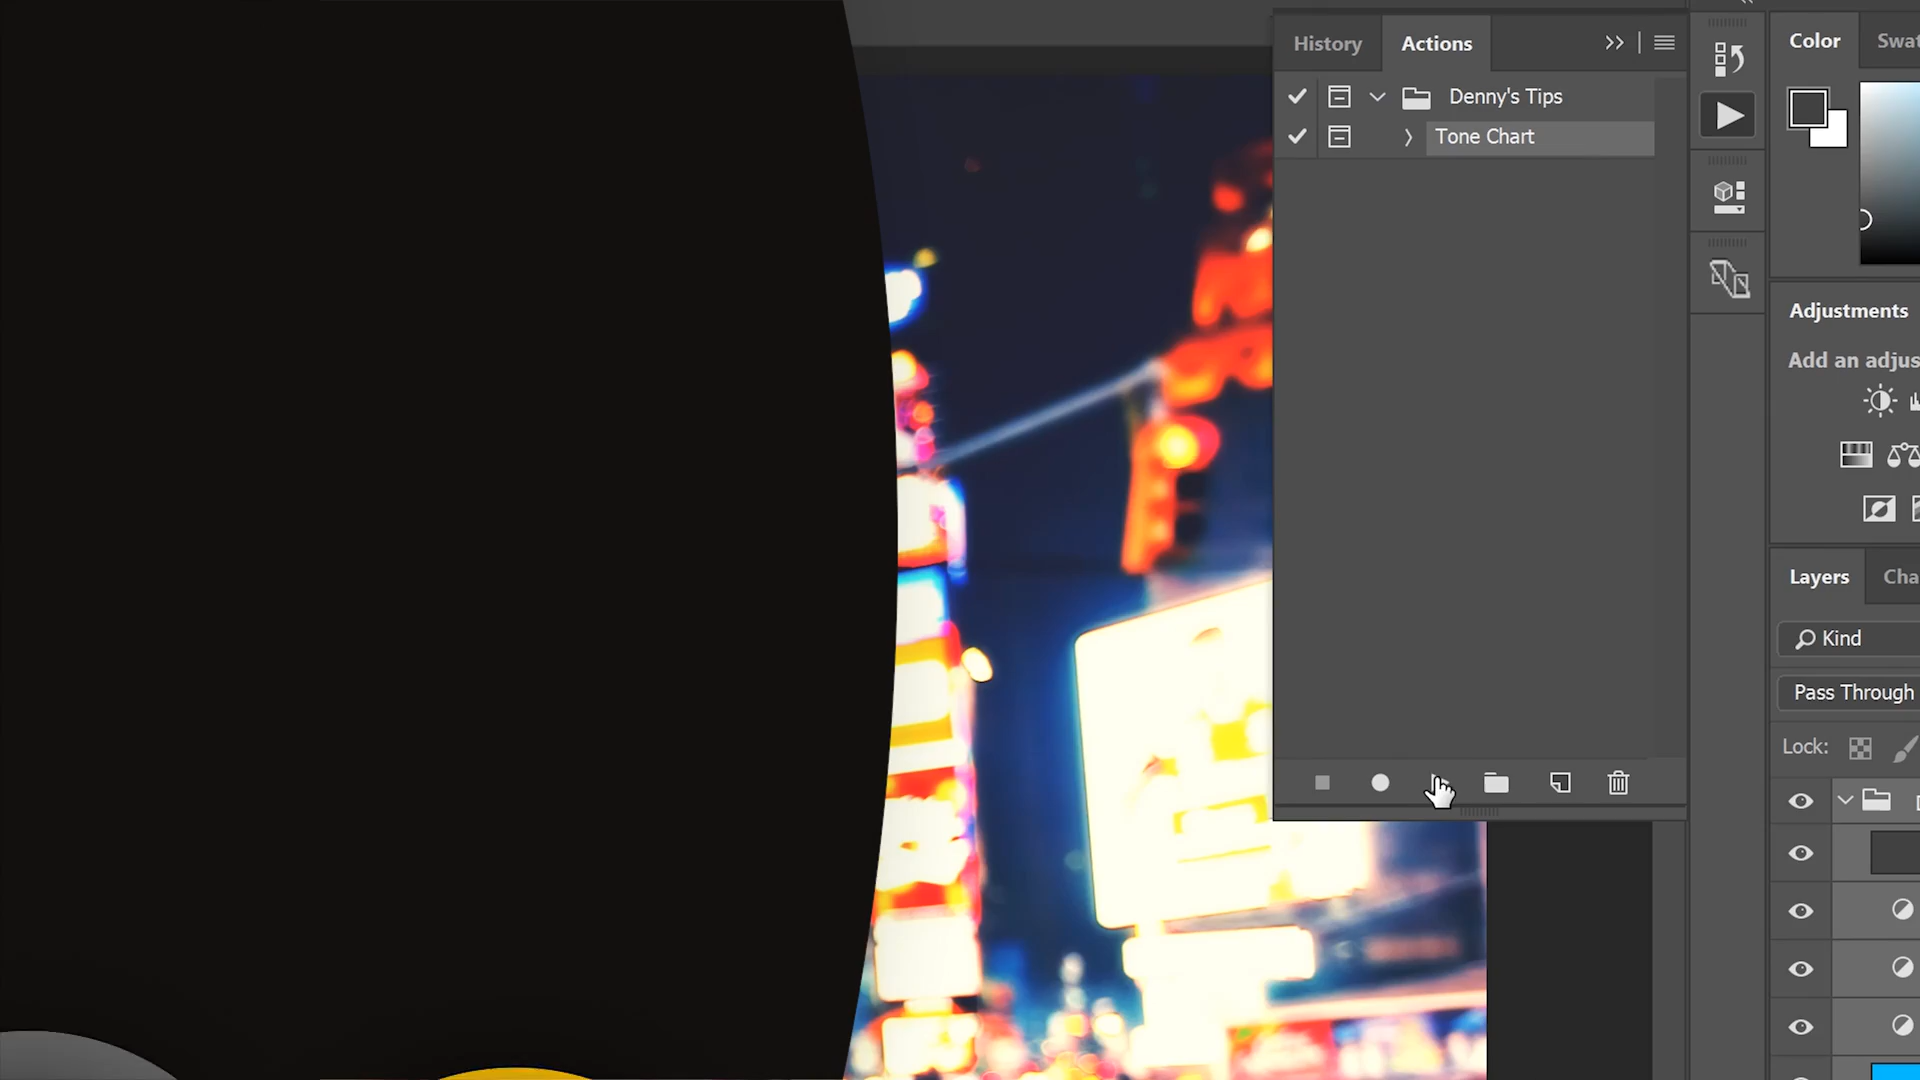 History
Actions
Denny's Tips
Tone Chart
Color
Swat
Adjustments
Add an adjus
Layers
Cha
Kind
Pass Through
Lock: